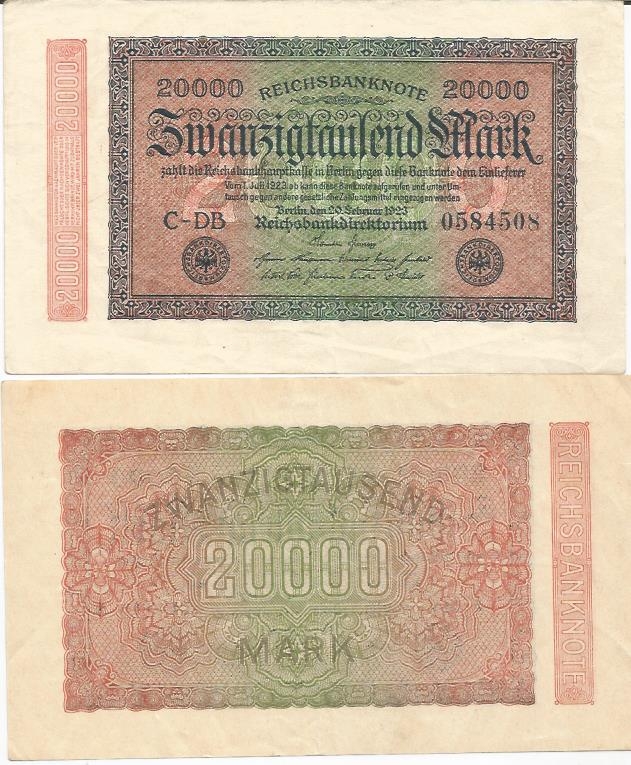 20000 REICHSBANKNOTE 20000
Zwanzigtausend Mark
zahlt die Reichsbankhauptkasse in Berlin gegen diese Banknote dem Einlieferer
Vom 1. Juli 1923 ab kann diese Banknote aufgerufen und unter Um-
tausch gegen andere gesetzliche Zahlungsmittel eingezogen werden
Berlin, den 20. Februar 1923
C-DB Reichsbankdirektorium 0584508
20000
20000
ZWANZIGTAUSEND
20000
MARK
REICHSBANKNOTE